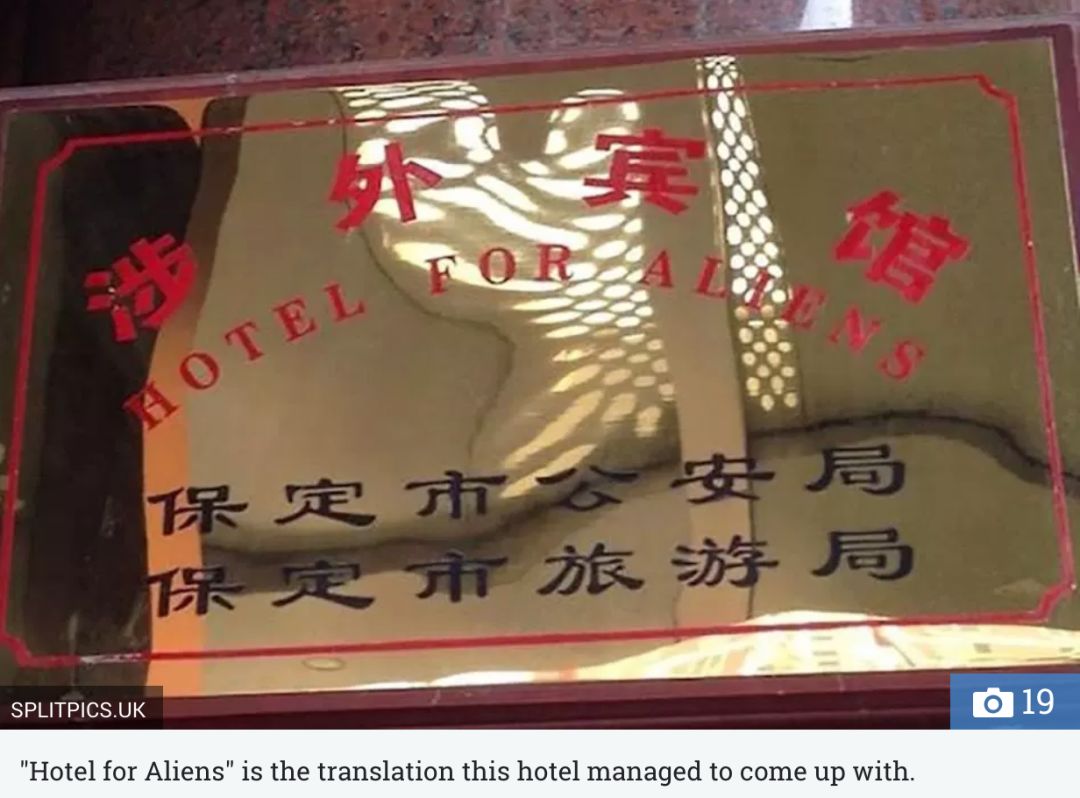 涉外宾馆
HOTEL FOR ALIENS
保定市公安局
保定市旅游局
SPLITPICS.UK
19
"Hotel for Aliens" is the translation this hotel managed to come up with.